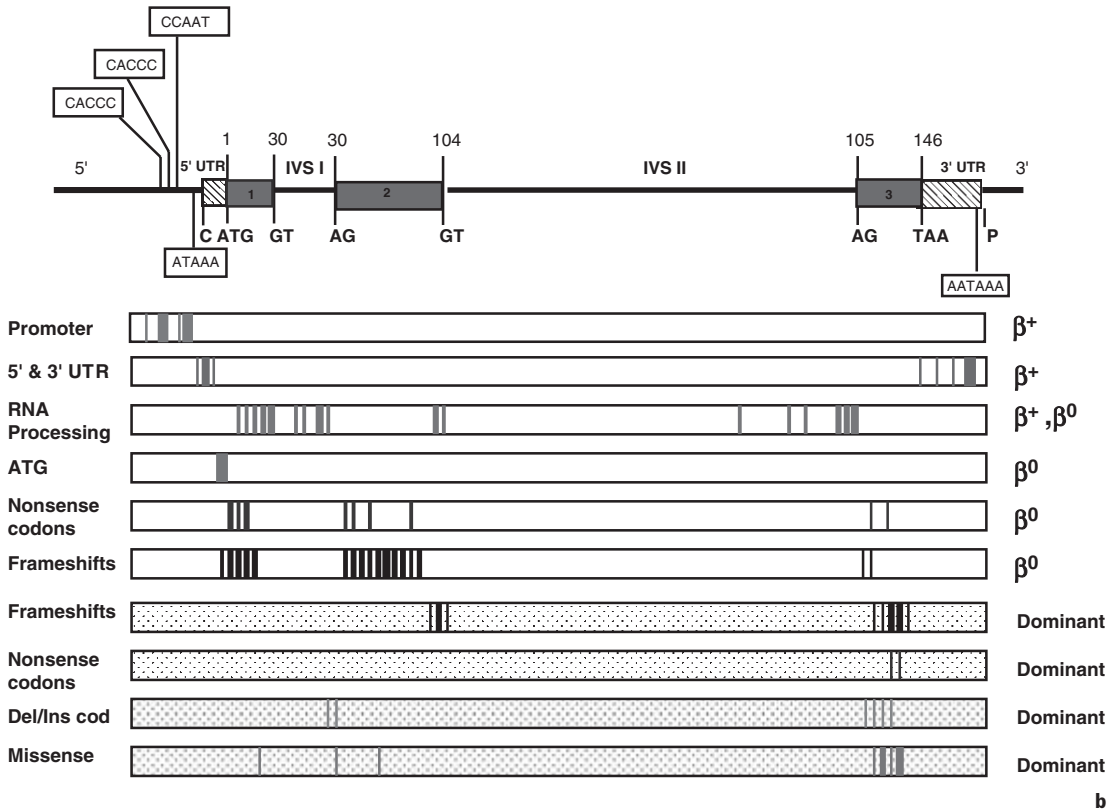 CCAAT
CACCC
CACCC
1 30 30 104 105 146
5' 5' UTR IVS I IVS II 3' UTR 3'
1 2 3
C ATG GT AG GT AG TAA P
ATAAA
AATAAA
Promoter β+
5' & 3' UTR β+
RNA
Processing β+ ,β0
ATG β0
Nonsense
codons β0
Frameshifts β0
Frameshifts Dominant
Nonsense
codons Dominant
Del/Ins cod Dominant
Missense Dominant
b